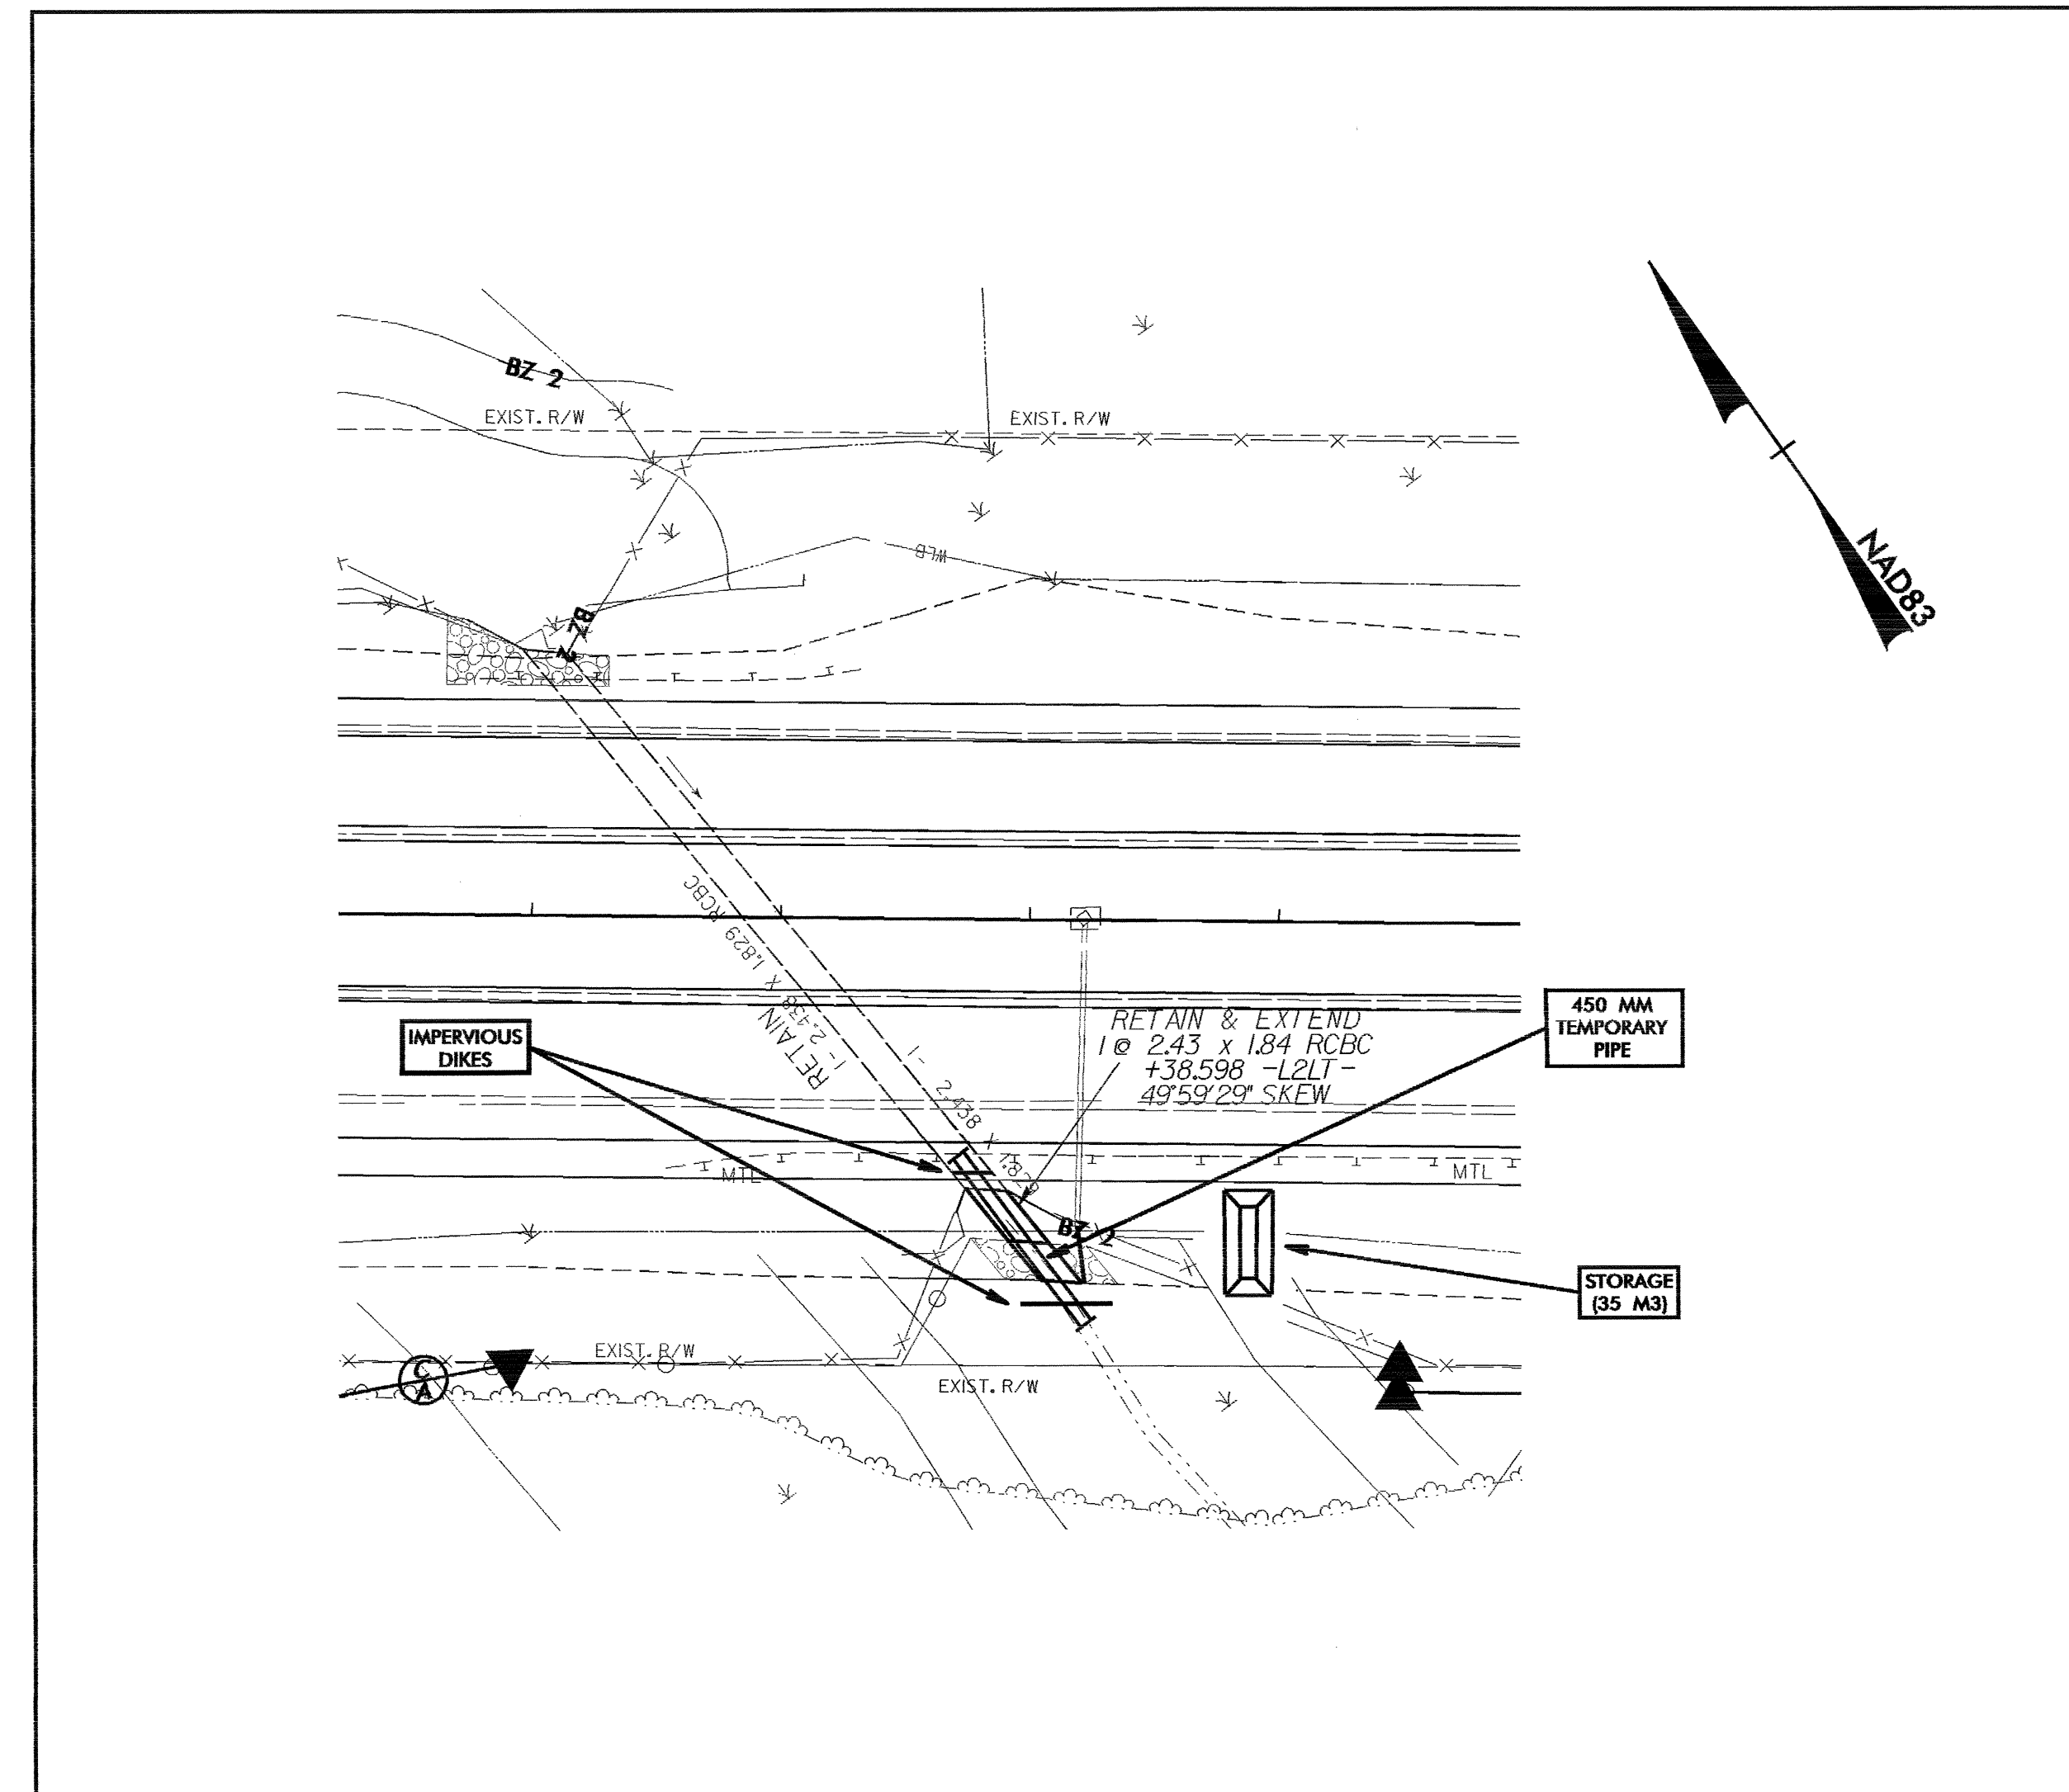 BZ 2
EXIST. R/W
EXIST. R/W
NAD83
WLB
BZ 2
RETAIN
1- 2.438 X 1.829 RCBC
1- 2.438 X 1.829
450 MM
TEMPORARY
PIPE
IMPERVIOUS
DIKES
RETAIN & EXTEND
1 @ 2.43 x 1.84 RCBC
+38.598 -L2LT-
49°59'29" SKEW
MTL
MTL
BZ 2
STORAGE
(35 M3)
EXIST. R/W
EXIST. R/W
C
A